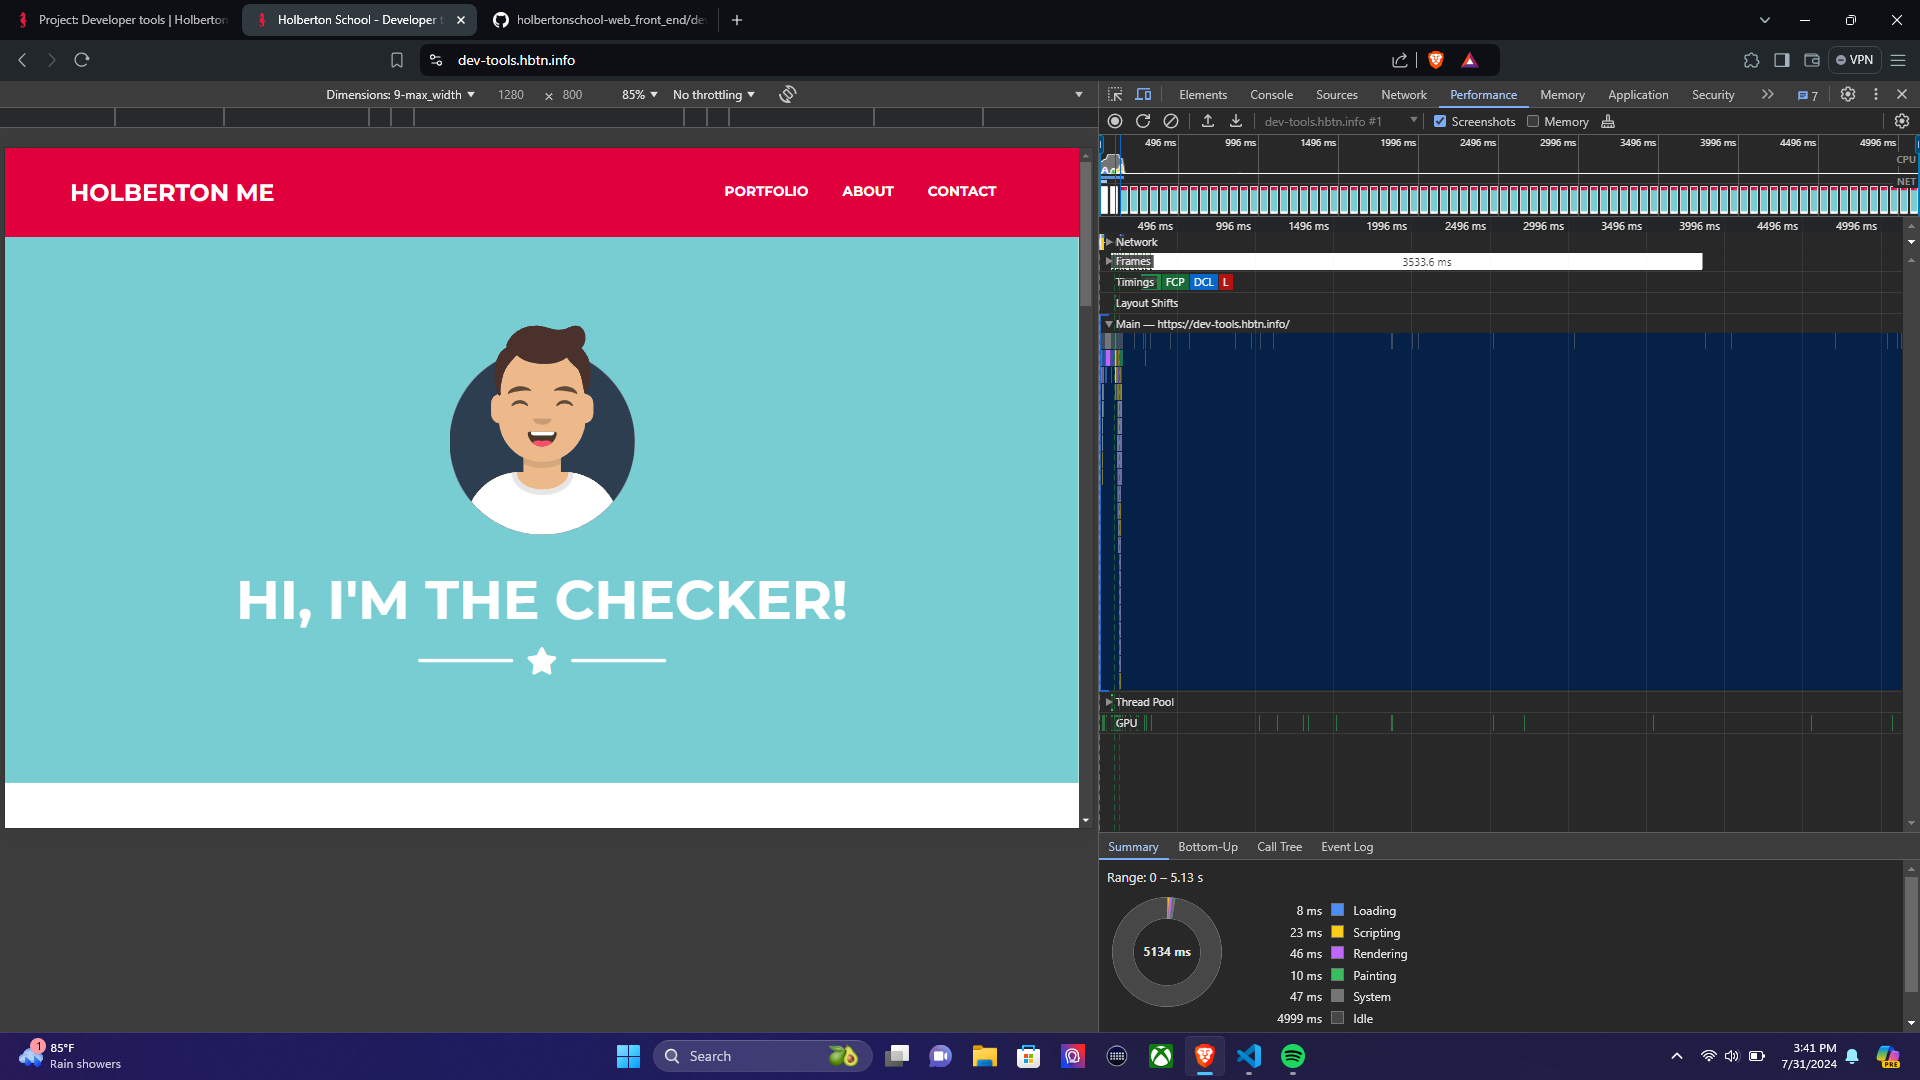 Project: Developer tools | Holberton
Holberton School - Developer t
holbertonschool-web_front_end/de
dev-tools.hbtn.info
VPN
Dimensions: 9-max_width
1280 × 800
85%
No throttling
Elements
Console
Sources
Network
Performance
Memory
Application
Security
7
dev-tools.hbtn.info #1
Screenshots
Memory
496 ms 996 ms 1496 ms 1996 ms 2496 ms 2996 ms 3496 ms 3996 ms 4496 ms 4996 ms
CPU
NET
496 ms 996 ms 1496 ms 1996 ms 2496 ms 2996 ms 3496 ms 3996 ms 4496 ms 4996 ms
Network
Frames
3533.6 ms
Timings FCP DCL L
Layout Shifts
Main — https://dev-tools.hbtn.info/
Thread Pool
GPU
Summary Bottom-Up Call Tree Event Log
Range: 0 – 5.13 s
5134 ms
8 ms Loading
23 ms Scripting
46 ms Rendering
10 ms Painting
47 ms System
4999 ms Idle
HOLBERTON ME
PORTFOLIO ABOUT CONTACT
HI, I'M THE CHECKER!
1
85°F
Rain showers
Search
3:41 PM
7/31/2024
PRE